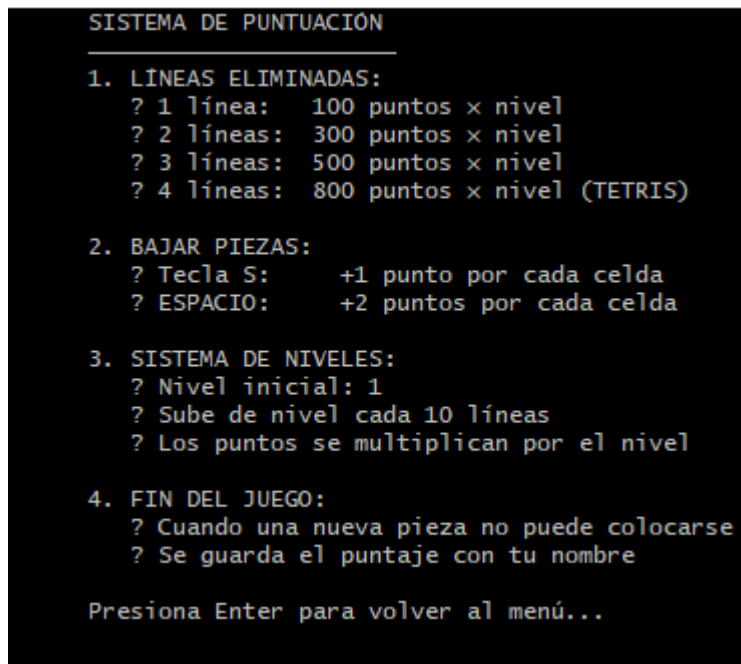 SISTEMA DE PUNTUACIÓN
1. LÍNEAS ELIMINADAS:
? 1 línea: 100 puntos × nivel
? 2 líneas: 300 puntos × nivel
? 3 líneas: 500 puntos × nivel
? 4 líneas: 800 puntos × nivel (TETRIS)
2. BAJAR PIEZAS:
? Tecla S: +1 punto por cada celda
? ESPACIO: +2 puntos por cada celda
3. SISTEMA DE NIVELES:
? Nivel inicial: 1
? Sube de nivel cada 10 líneas
? Los puntos se multiplican por el nivel
4. FIN DEL JUEGO:
? Cuando una nueva pieza no puede colocarse
? Se guarda el puntaje con tu nombre
Presiona Enter para volver al menú...